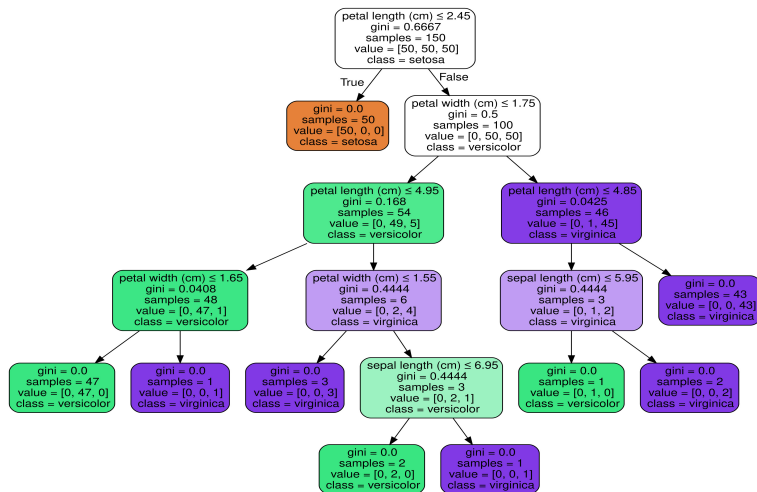 petal length (cm) ≤ 2.45
gini = 0.6667
samples = 150
value = [50, 50, 50]
class = setosa
True
False
gini = 0.0
samples = 50
value = [50, 0, 0]
class = setosa
petal width (cm) ≤ 1.75
gini = 0.5
samples = 100
value = [0, 50, 50]
class = versicolor
petal length (cm) ≤ 4.95
gini = 0.168
samples = 54
value = [0, 49, 5]
class = versicolor
petal length (cm) ≤ 4.85
gini = 0.0425
samples = 46
value = [0, 1, 45]
class = virginica
petal width (cm) ≤ 1.65
gini = 0.0408
samples = 48
value = [0, 47, 1]
class = versicolor
petal width (cm) ≤ 1.55
gini = 0.4444
samples = 6
value = [0, 2, 4]
class = virginica
sepal length (cm) ≤ 5.95
gini = 0.4444
samples = 3
value = [0, 1, 2]
class = virginica
gini = 0.0
samples = 43
value = [0, 0, 43]
class = virginica
gini = 0.0
samples = 47
value = [0, 47, 0]
class = versicolor
gini = 0.0
samples = 1
value = [0, 0, 1]
class = virginica
gini = 0.0
samples = 3
value = [0, 0, 3]
class = virginica
sepal length (cm) ≤ 6.95
gini = 0.4444
samples = 3
value = [0, 2, 1]
class = versicolor
gini = 0.0
samples = 1
value = [0, 1, 0]
class = versicolor
gini = 0.0
samples = 2
value = [0, 0, 2]
class = virginica
gini = 0.0
samples = 2
value = [0, 2, 0]
class = versicolor
gini = 0.0
samples = 1
value = [0, 0, 1]
class = virginica